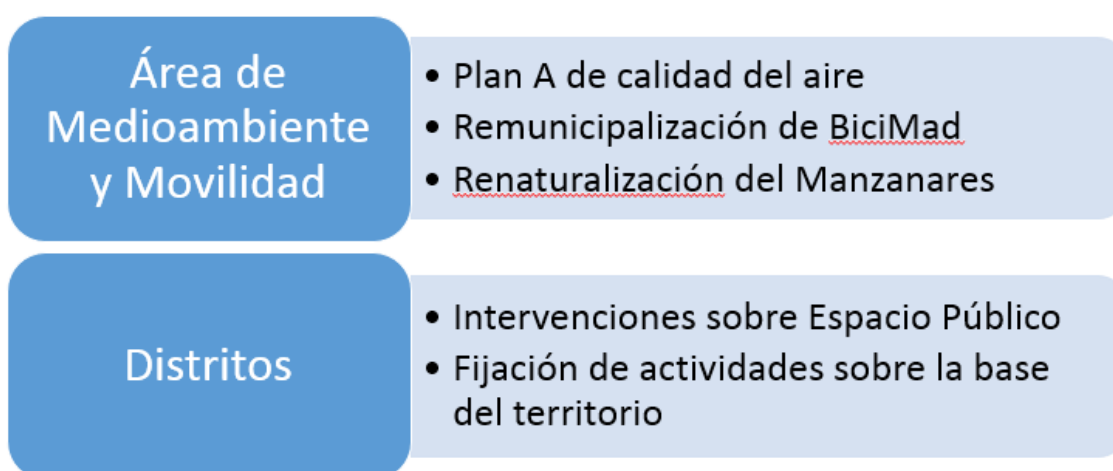 Área de
Medioambiente
y Movilidad
• Plan A de calidad del aire
• Remunicipalización de BiciMad
• Renaturalización del Manzanares
Distritos
• Intervenciones sobre Espacio Público
• Fijación de actividades sobre la base
del territorio